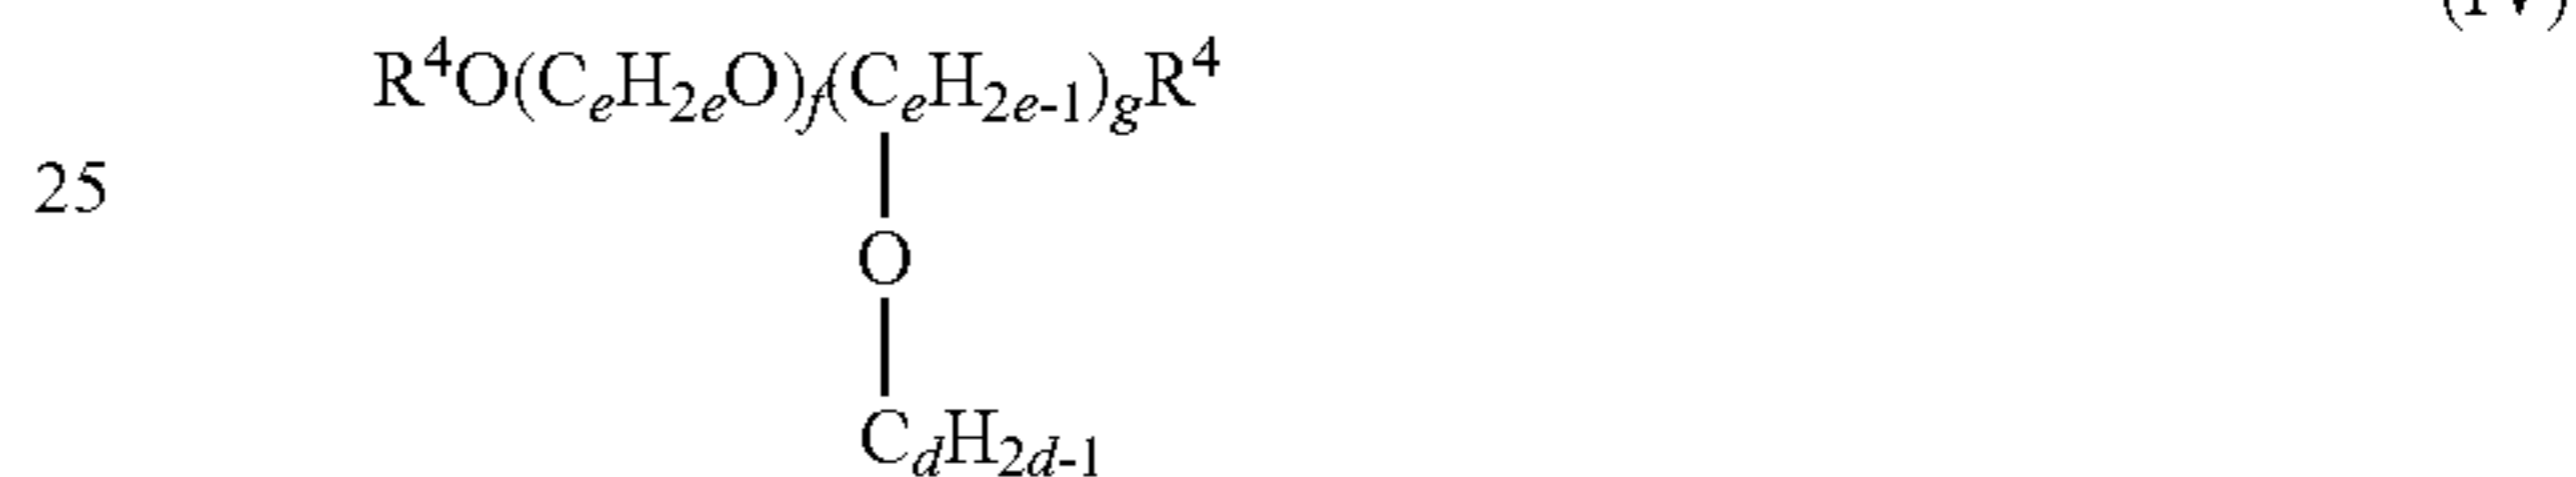 (IV)
R⁴O(CₑH₂ₑO)f(CₑH₂ₑ₋₁)gR⁴
25
O
CdH2d-1